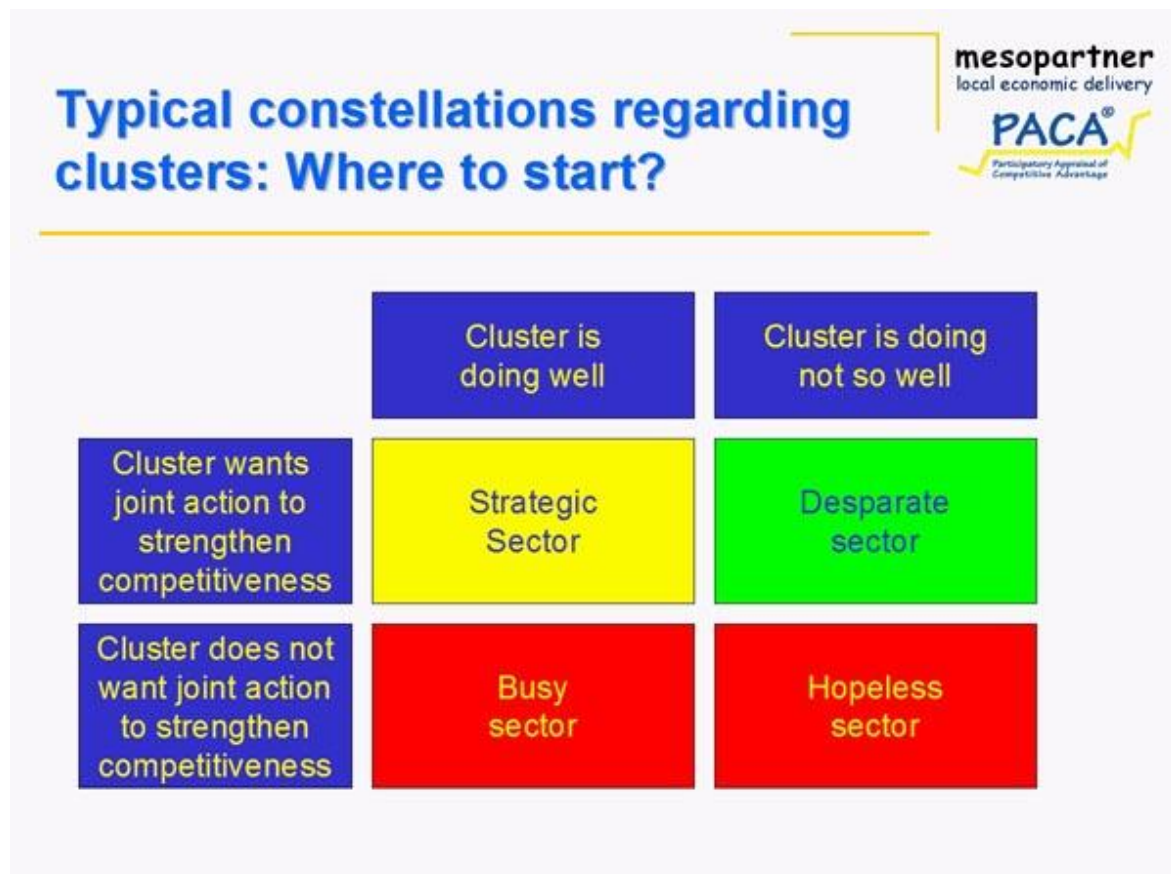 mesopartner
local economic delivery
PACA®
Participatory Appraisal of
Competitive Advantage
Typical constellations regarding
clusters: Where to start?
Cluster is
doing well
Cluster is doing
not so well
Cluster wants
joint action to
strengthen
competitiveness
Strategic
Sector
Desparate
sector
Cluster does not
want joint action
to strengthen
competitiveness
Busy
sector
Hopeless
sector